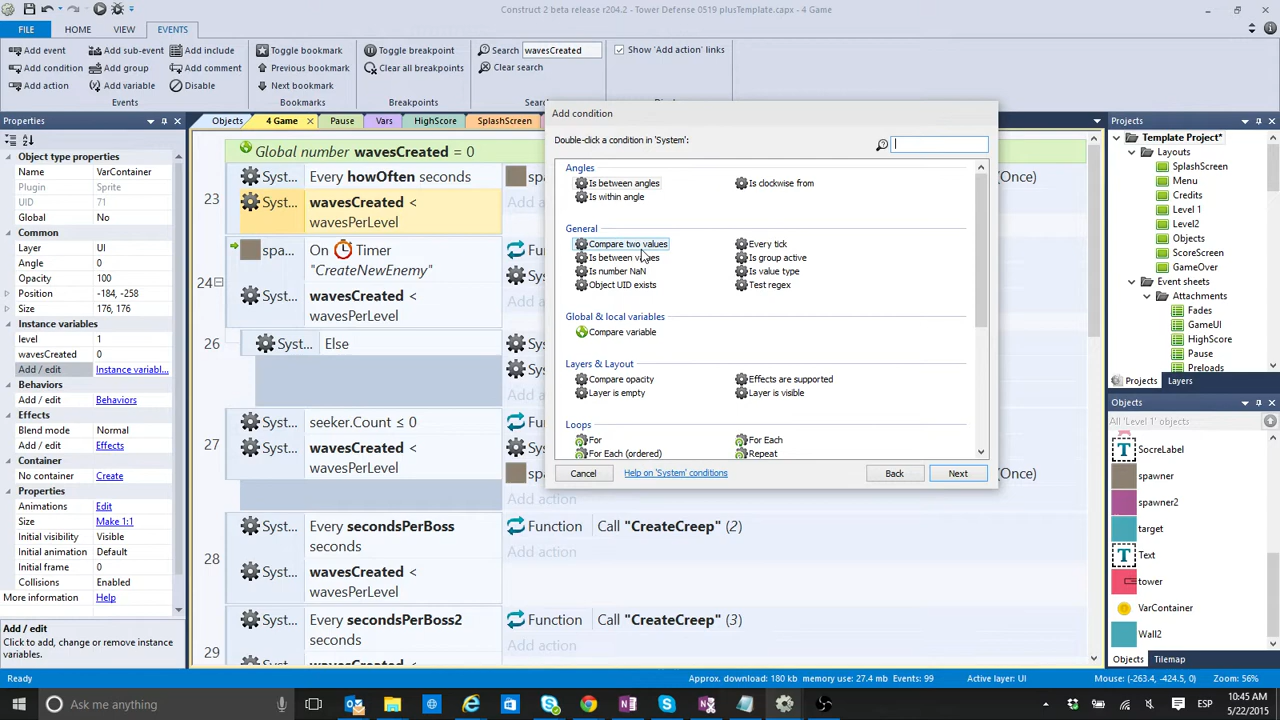 Construct 2 beta release r204.2 - Tower Defense 0519 plusTemplate.capx - 4 Game
FILE HOME VIEW EVENTS
Add event Add sub-event Add include
Add condition Add group Add comment
Add action Add variable Disable
Events
Toggle bookmark
Previous bookmark
Next bookmark
Bookmarks
Toggle breakpoint
Clear all breakpoints
Breakpoints
Search wavesCreated
Clear search
Show 'Add action' links
Properties
Object type properties
Name VarContainer
Plugin Sprite
UID 71
Global No
Common
Layer UI
Angle 0
Opacity 100
Position -184, -258
Size 176, 176
Instance variables
level 1
wavesCreated 0
Add / edit Instance variabl...
Behaviors
Add / edit Behaviors
Effects
Blend mode Normal
Add / edit Effects
Container
No container Create
Properties
Animations Edit
Size Make 1:1
Initial visibility Visible
Initial animation Default
Initial frame 0
Collisions Enabled
More information Help
Add / edit
Click to add, change or remove instance
variables.
Objects 4 Game Pause Vars HighScore SplashScreen
Global number wavesCreated = 0
23
Syst... Every howOften seconds
Syst... wavesCreated <
wavesPerLevel
(Once)
24
spa... On Timer
"CreateNewEnemy"
Syst... wavesCreated <
wavesPerLevel
26
Syst... Else
27
Syst... seeker.Count ≤ 0
Syst... wavesCreated <
wavesPerLevel
(Once)
28
Syst... Every secondsPerBoss
seconds
Syst... wavesCreated <
wavesPerLevel
Function Call "CreateCreep" (2)
Add action
29
Syst... Every secondsPerBoss2
seconds
Function Call "CreateCreep" (3)
Add action
Add condition
Double-click a condition in 'System':
Angles
Is between angles Is clockwise from
Is within angle
General
Compare two values Every tick
Is between values Is group active
Is number NaN Is value type
Object UID exists Test regex
Global & local variables
Compare variable
Layers & Layout
Compare opacity Effects are supported
Layer is empty Layer is visible
Loops
For For Each
For Each (ordered) Repeat
Cancel Help on 'System' conditions Back Next
Projects
Template Project*
Layouts
SplashScreen
Menu
Credits
Level 1
Level2
Objects
ScoreScreen
GameOver
Event sheets
Attachments
Fades
GameUI
HighScore
Pause
Preloads
Projects Layers
Objects
All 'Level 1' objects
SocreLabel
spawner
spawner2
target
Text
tower
VarContainer
Wall2
Objects Tilemap
Ready
Approx. download: 180 kb memory use: 27.4 mb Events: 99 Active layer: UI Mouse: (-263.4, -424.5, 0) Zoom: 56%
Ask me anything
ESP
10:45 AM
5/22/2015